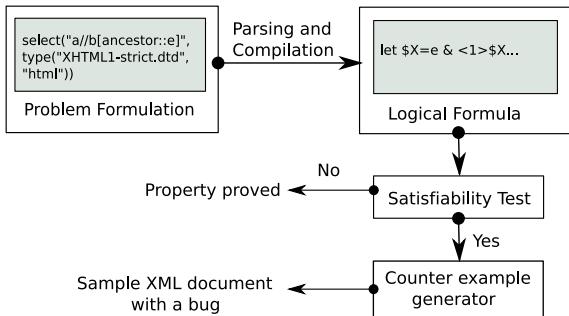 select("a//b[ancestor::e]",
type("XHTML1-strict.dtd",
"html"))
Problem Formulation
Parsing and
Compilation
let $X=e & <1>$X...
Logical Formula
No
Property proved
Satisfiability Test
Yes
Sample XML document
with a bug
Counter example
generator